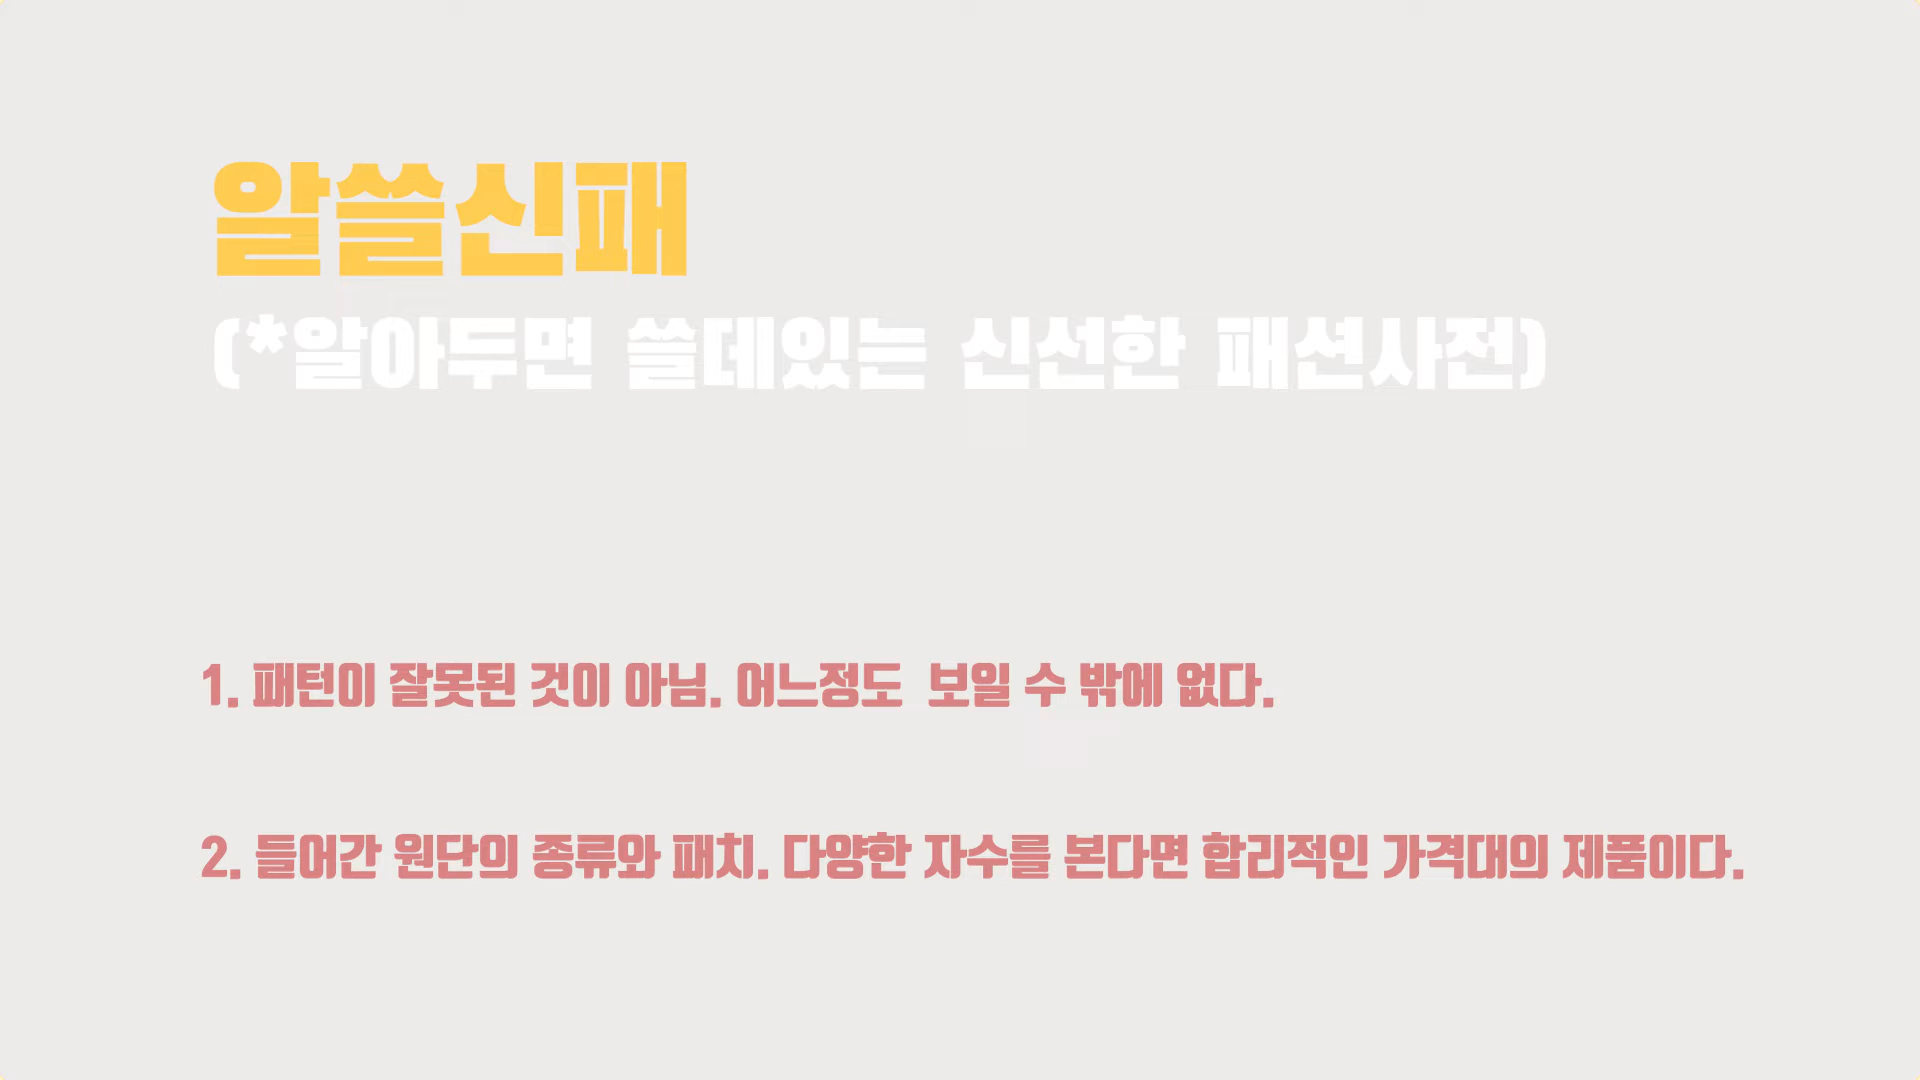 알쓸신패
(*알아두면 쓸데있는 신선한 패션사전)
1. 패턴이 잘못된 것이 아님. 어느정도 보일 수 밖에 없다.
2. 들어간 원단의 종류와 패치. 다양한 자수를 본다면 합리적인 가격대의 제품이다.